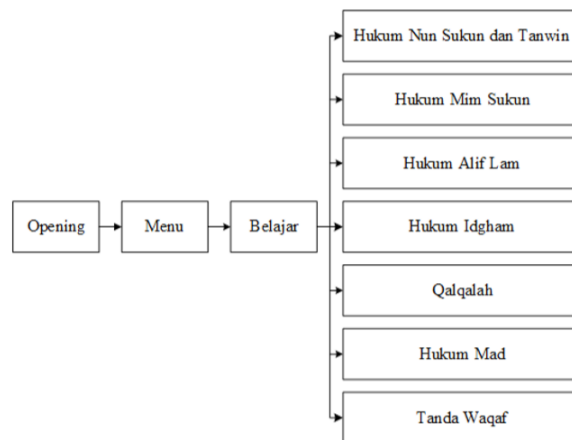 Opening
Menu
Belajar
Hukum Nun Sukun dan Tanwin
Hukum Mim Sukun
Hukum Alif Lam
Hukum Idgham
Qalqalah
Hukum Mad
Tanda Waqaf